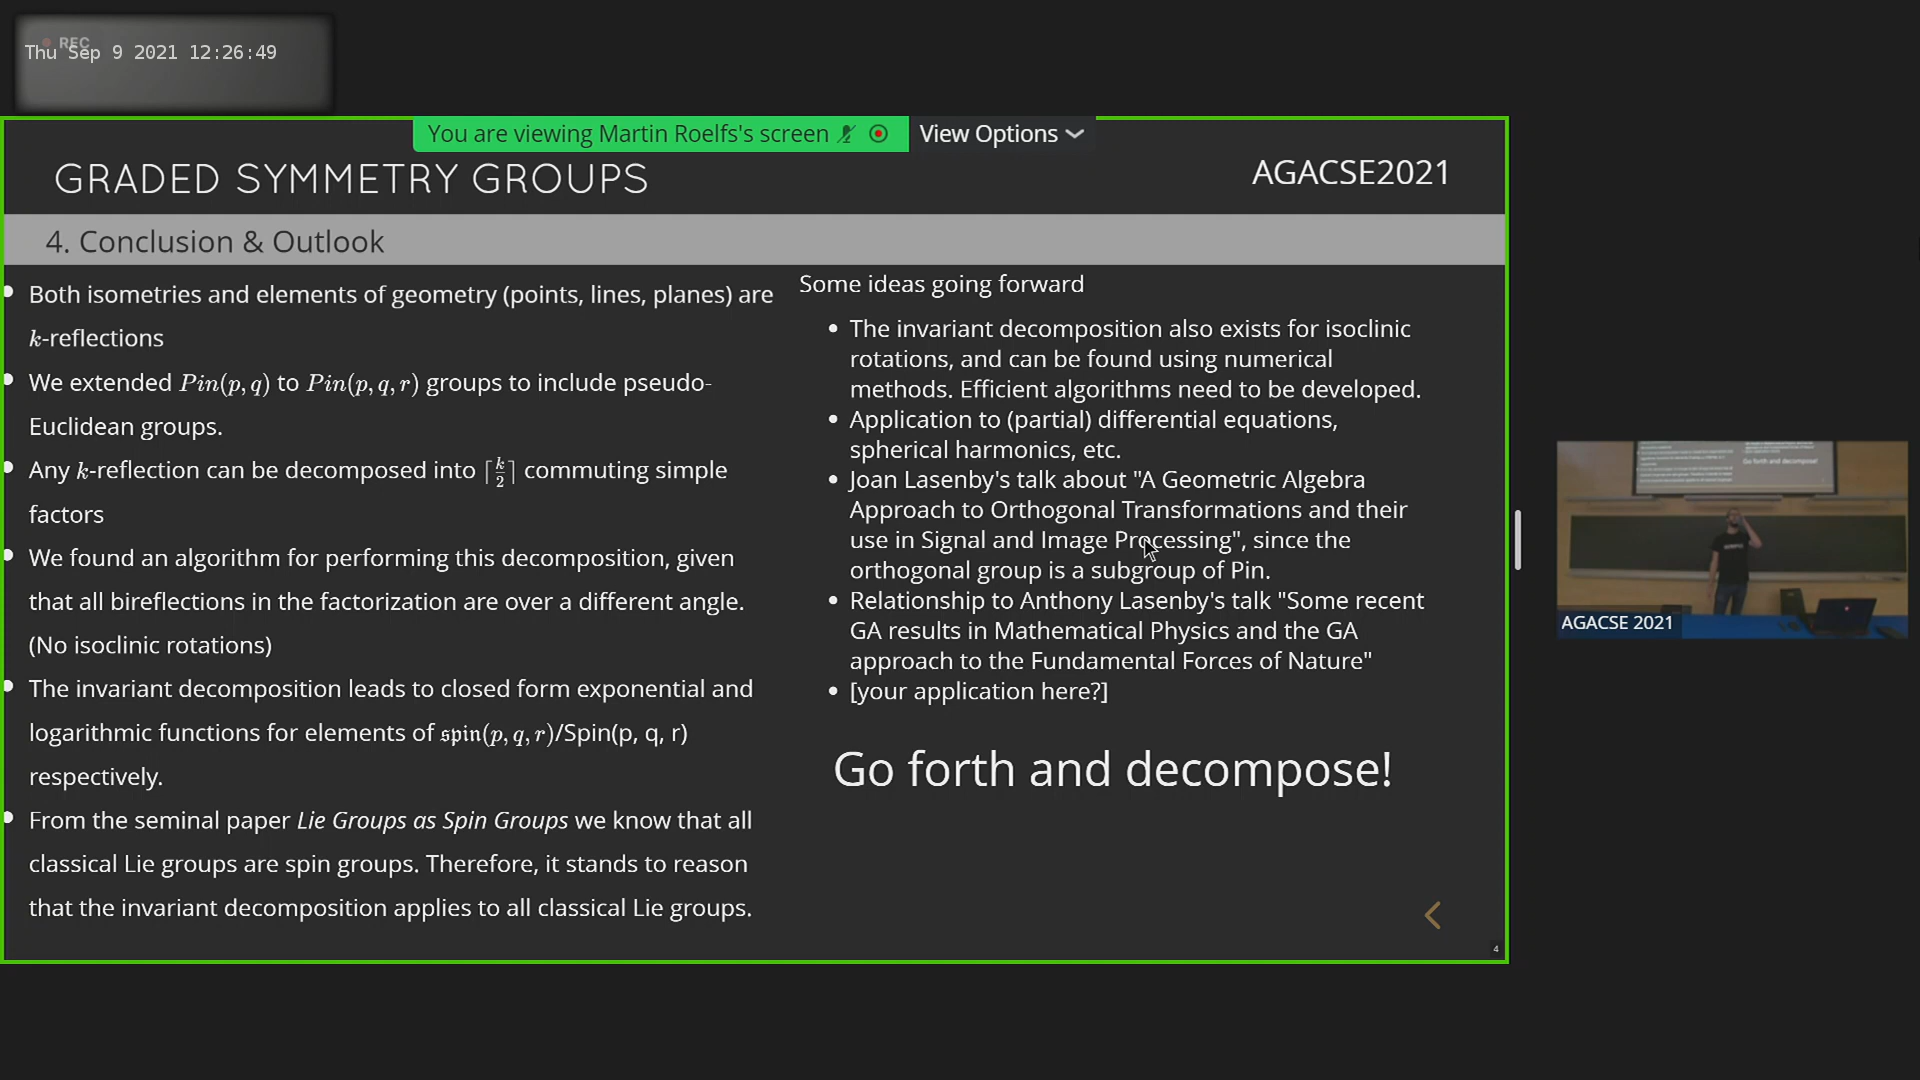 REC
Thu Sep 9 2021 12:26:49
You are viewing Martin Roelfs's screen
View Options
GRADED SYMMETRY GROUPS
AGACSE2021
4. Conclusion & Outlook
Both isometries and elements of geometry (points, lines, planes) are
k-reflections
We extended Pin(p, q) to Pin(p, q, r) groups to include pseudo-
Euclidean groups.
Any k-reflection can be decomposed into ⌈k/2⌉ commuting simple
factors
We found an algorithm for performing this decomposition, given
that all bireflections in the factorization are over a different angle.
(No isoclinic rotations)
The invariant decomposition leads to closed form exponential and
logarithmic functions for elements of 𝔰𝔭𝔦𝔫(p, q, r)/Spin(p, q, r)
respectively.
From the seminal paper Lie Groups as Spin Groups we know that all
classical Lie groups are spin groups. Therefore, it stands to reason
that the invariant decomposition applies to all classical Lie groups.
Some ideas going forward
The invariant decomposition also exists for isoclinic
rotations, and can be found using numerical
methods. Efficient algorithms need to be developed.
Application to (partial) differential equations,
spherical harmonics, etc.
Joan Lasenby's talk about "A Geometric Algebra
Approach to Orthogonal Transformations and their
use in Signal and Image Processing", since the
orthogonal group is a subgroup of Pin.
Relationship to Anthony Lasenby's talk "Some recent
GA results in Mathematical Physics and the GA
approach to the Fundamental Forces of Nature"
[your application here?]
Go forth and decompose!
4
Go forth and decompose!
AGACSE 2021